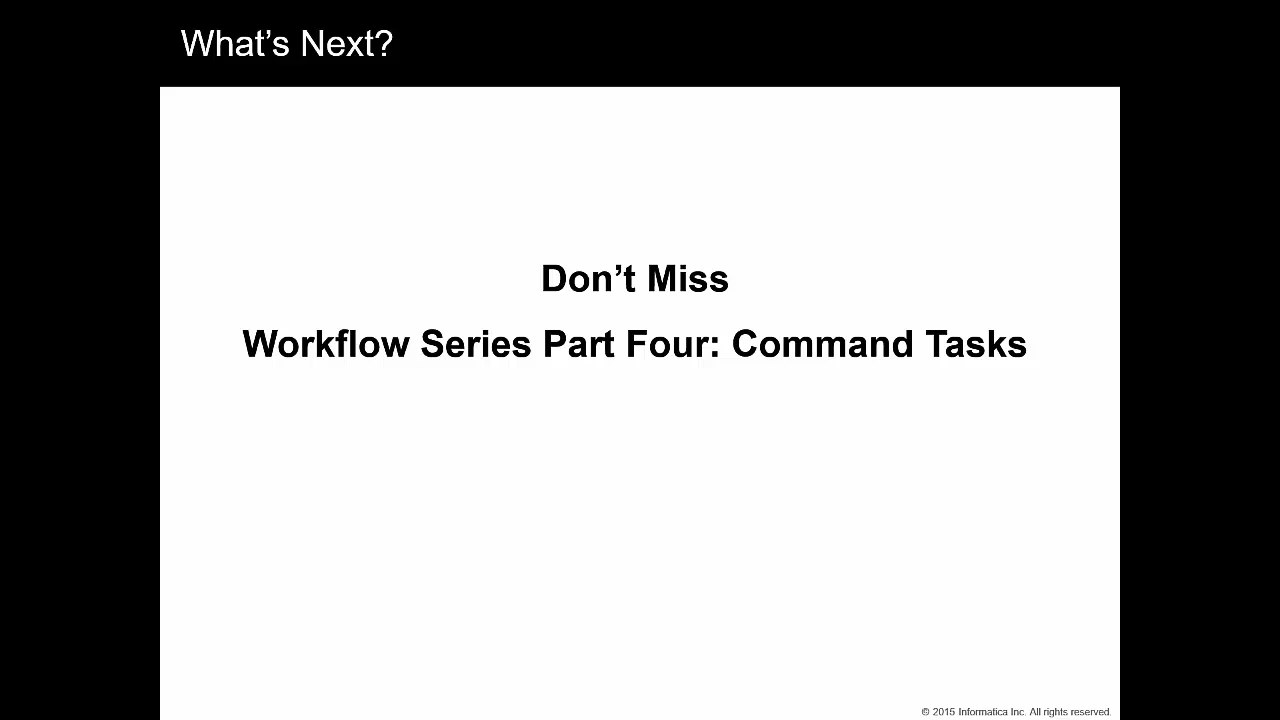 What’s Next?
Don’t Miss
Workflow Series Part Four: Command Tasks
© 2015 Informatica Inc. All rights reserved.